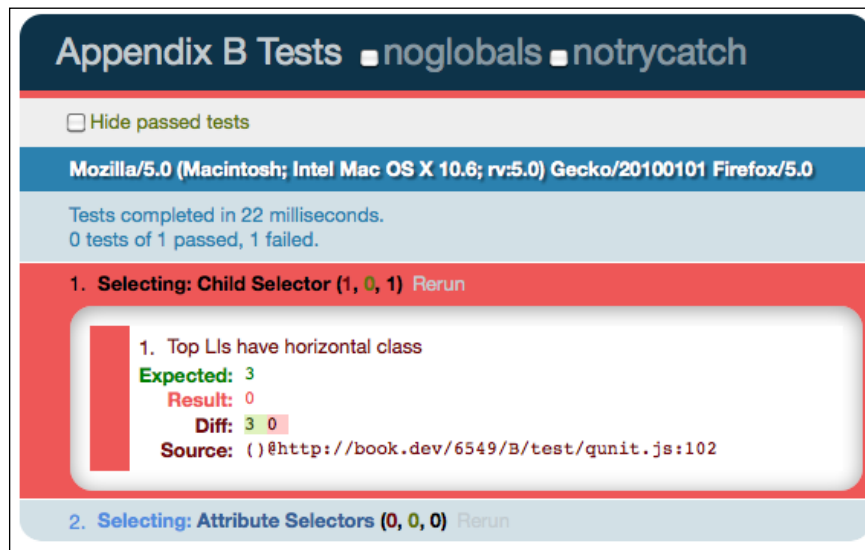 Appendix B Tests noglobals notrycatch
Hide passed tests
Mozilla/5.0 (Macintosh; Intel Mac OS X 10.6; rv:5.0) Gecko/20100101 Firefox/5.0
Tests completed in 22 milliseconds.
0 tests of 1 passed, 1 failed.
1. Selecting: Child Selector (1, 0, 1) Rerun
1. Top LIs have horizontal class
Expected: 3
Result: 0
Diff: 3 0
Source: ()@http://book.dev/6549/B/test/qunit.js:102
2. Selecting: Attribute Selectors (0, 0, 0) Rerun